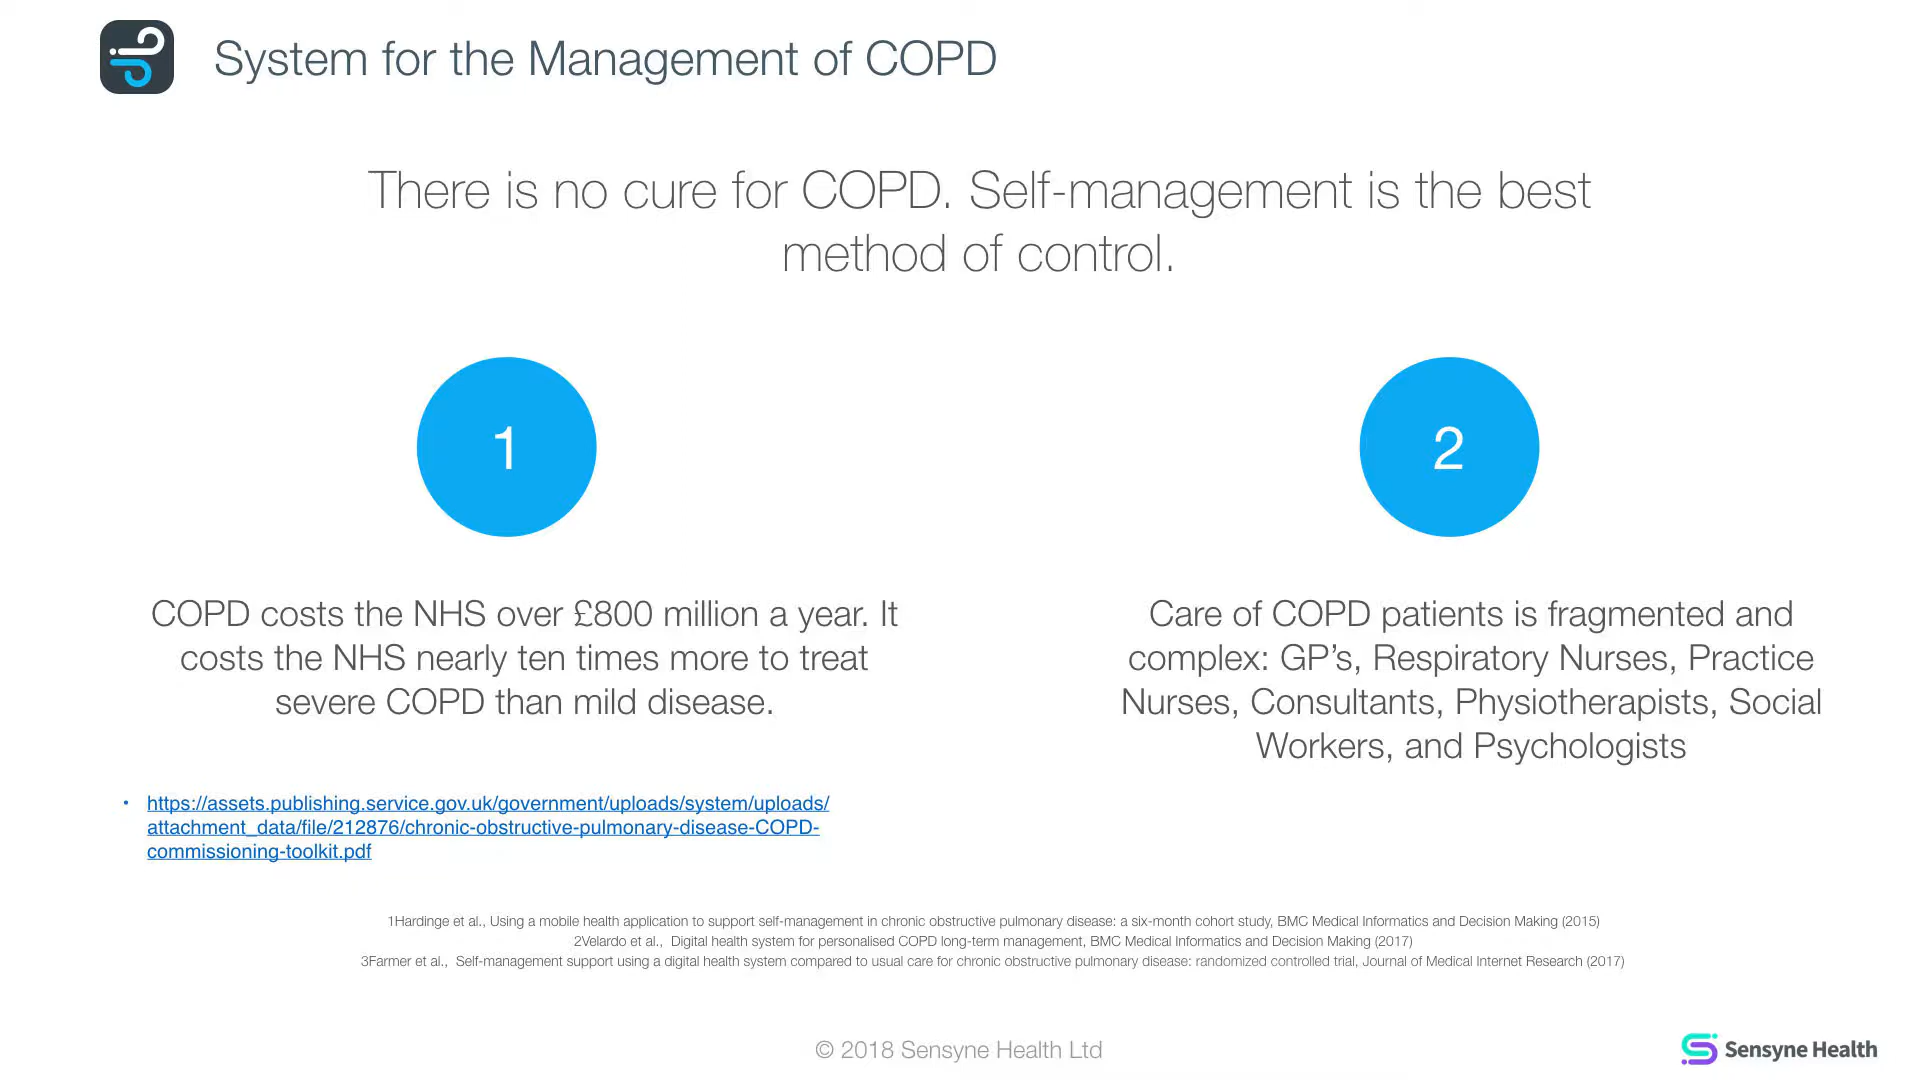 System for the Management of COPD
There is no cure for COPD. Self-management is the best
method of control.
1
COPD costs the NHS over £800 million a year. It
costs the NHS nearly ten times more to treat
severe COPD than mild disease.
• https://assets.publishing.service.gov.uk/government/uploads/system/uploads/
attachment_data/file/212876/chronic-obstructive-pulmonary-disease-COPD-
commissioning-toolkit.pdf
2
Care of COPD patients is fragmented and
complex: GP’s, Respiratory Nurses, Practice
Nurses, Consultants, Physiotherapists, Social
Workers, and Psychologists
1Hardinge et al., Using a mobile health application to support self-management in chronic obstructive pulmonary disease: a six-month cohort study, BMC Medical Informatics and Decision Making (2015)
2Velardo et al.,  Digital health system for personalised COPD long-term management, BMC Medical Informatics and Decision Making (2017)
3Farmer et al.,  Self-management support using a digital health system compared to usual care for chronic obstructive pulmonary disease: randomized controlled trial, Journal of Medical Internet Research (2017)
© 2018 Sensyne Health Ltd
Sensyne Health